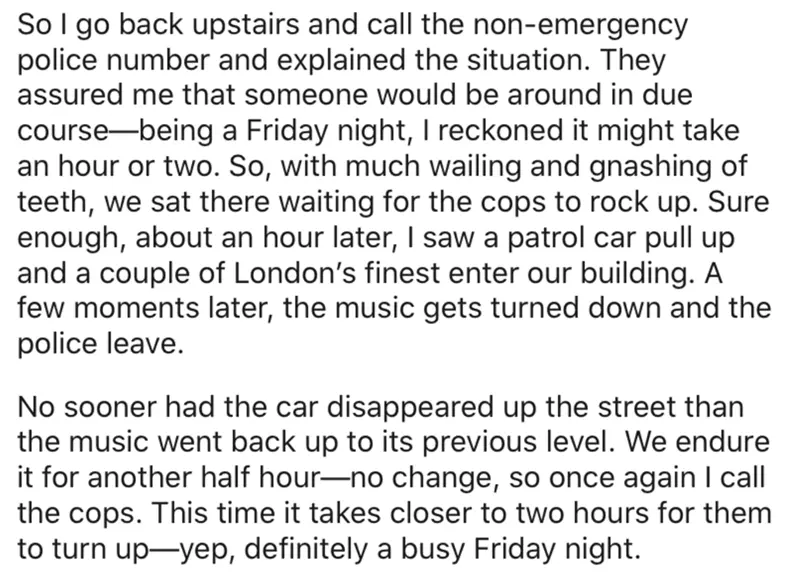 So I go back upstairs and call the non-emergency
police number and explained the situation. They
assured me that someone would be around in due
course—being a Friday night, I reckoned it might take
an hour or two. So, with much wailing and gnashing of
teeth, we sat there waiting for the cops to rock up. Sure
enough, about an hour later, I saw a patrol car pull up
and a couple of London’s finest enter our building. A
few moments later, the music gets turned down and the
police leave.
No sooner had the car disappeared up the street than
the music went back up to its previous level. We endure
it for another half hour—no change, so once again I call
the cops. This time it takes closer to two hours for them
to turn up—yep, definitely a busy Friday night.